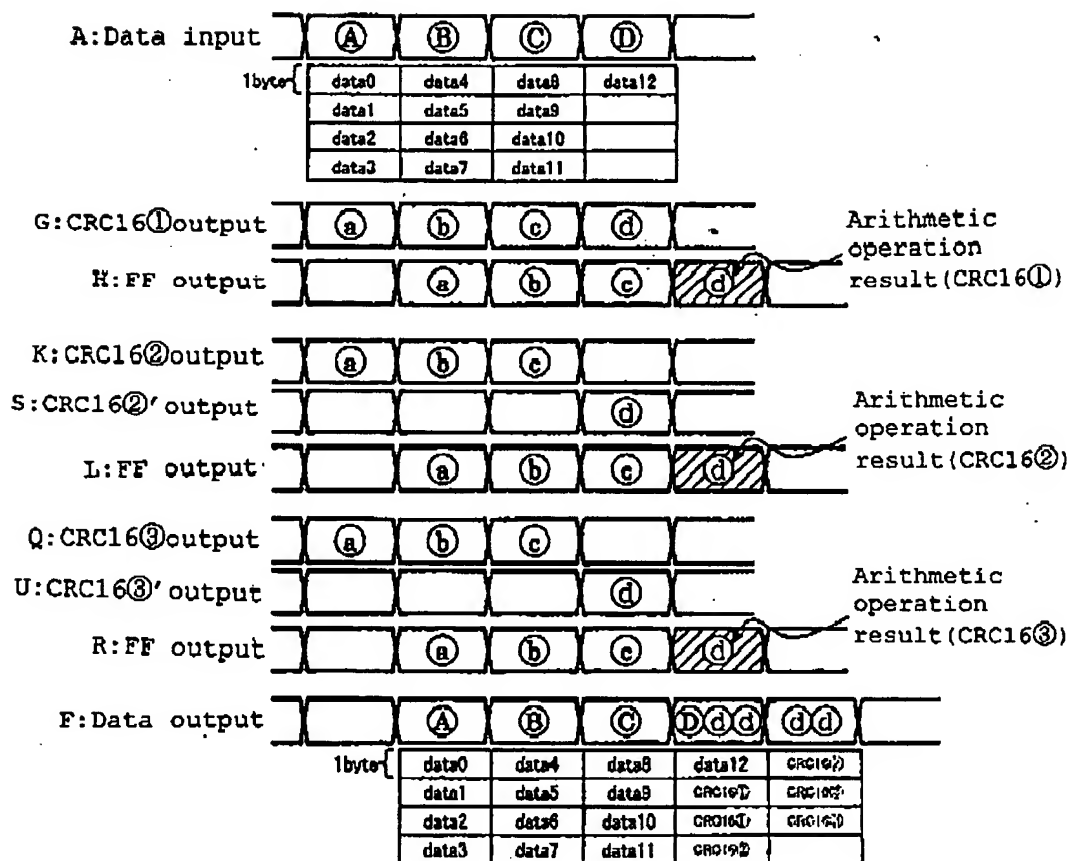 A:Data input Ⓐ Ⓑ Ⓒ Ⓓ
1byte data0 data4 data8 data12
data1 data5 data9
data2 data6 data10
data3 data7 data11
G:CRC16①output ⓐ ⓑ ⓒ ⓓ
H:FF output ⓐ ⓑ ⓒ ⓓ
Arithmetic
operation
result(CRC16①)
K:CRC16②output ⓐ ⓑ ⓒ
S:CRC16②'output ⓓ
L:FF output ⓐ ⓑ ⓒ ⓓ
Arithmetic
operation
result(CRC16②)
Q:CRC16③output ⓐ ⓑ ⓒ
U:CRC16③'output ⓓ
R:FF output ⓐ ⓑ ⓒ ⓓ
Arithmetic
operation
result(CRC16③)
F:Data output Ⓐ Ⓑ Ⓒ Ⓓⓓⓓ ⓓⓓ
1byte data0 data4 data8 data12
data1 data5 data9 CRC16①
data2 data6 data10 CRC16①
data3 data7 data11 CRC16②